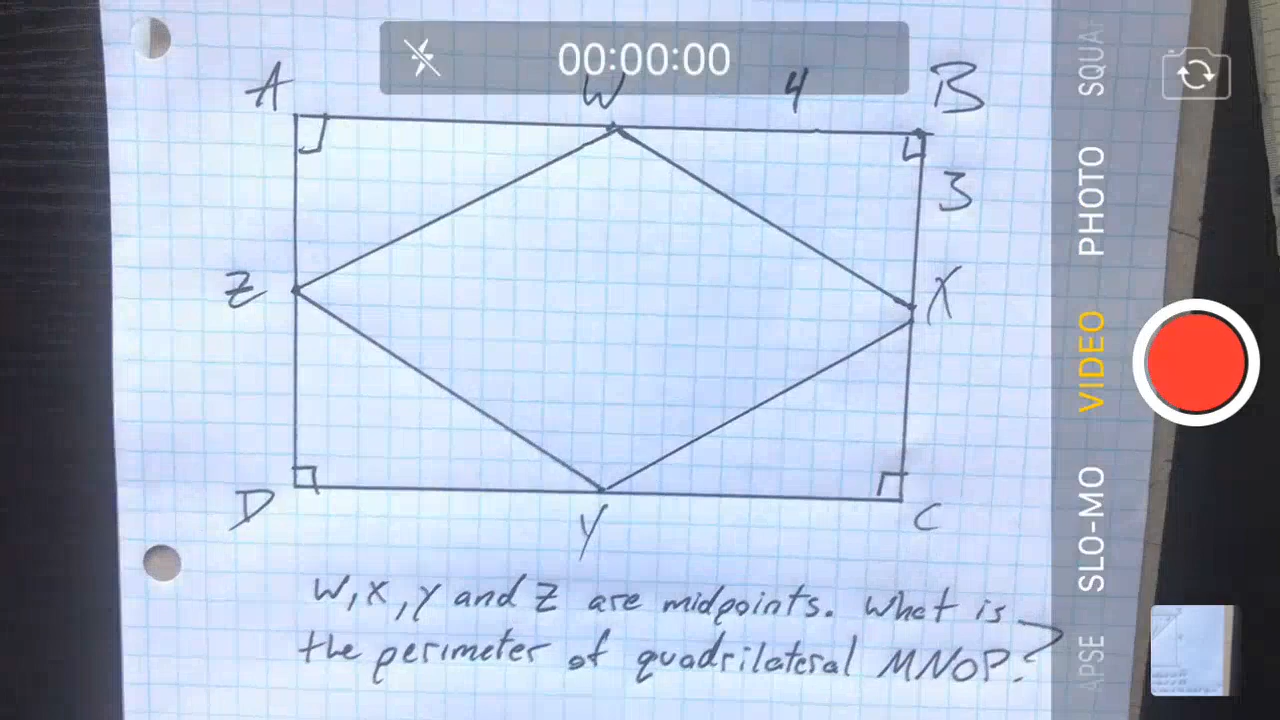 00:00:00
A W 4 B
3
Z X
D Y C
W, X, Y and Z are midpoints. What is
the perimeter of quadrilateral MNOP?
SQUA
PHOTO
VIDEO
SLO-MO
APSE